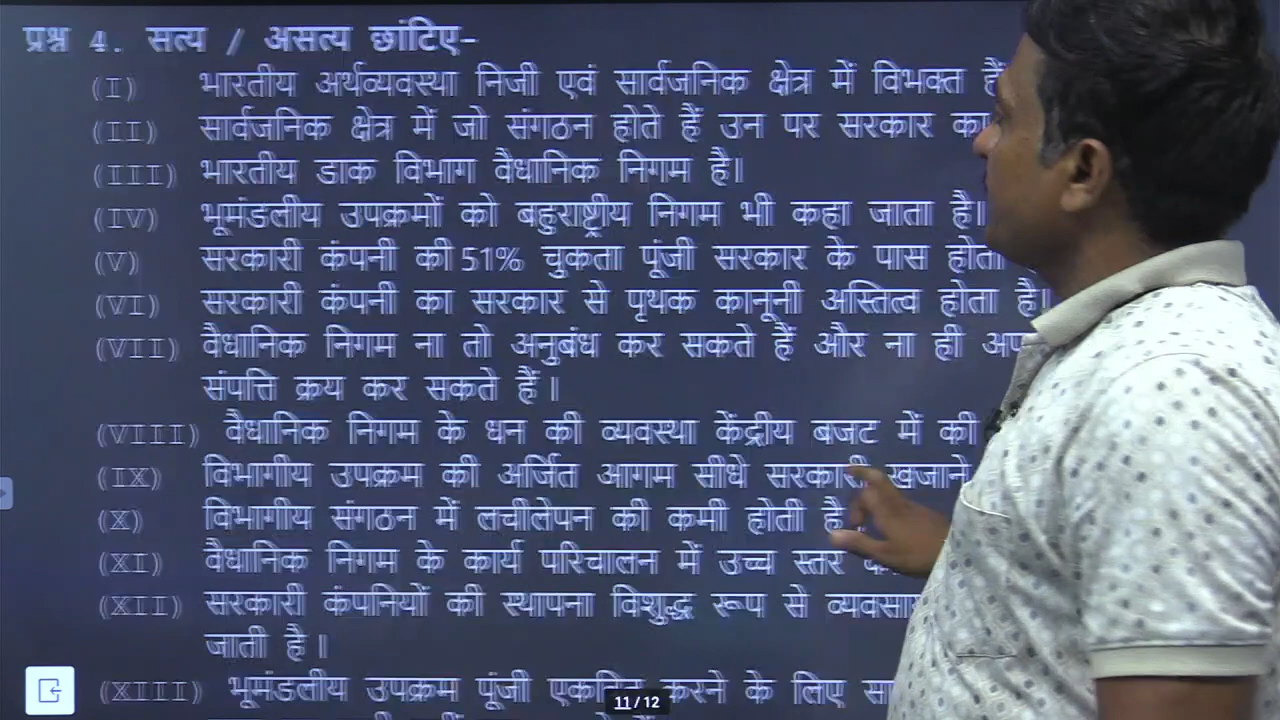 प्रश्न 4. सत्य / असत्य छांटिए-
(I) भारतीय अर्थव्यवस्था निजी एवं सार्वजनिक क्षेत्र में विभक्त
(II) सार्वजनिक क्षेत्र में जो संगठन होते हैं उन पर सरकार का
(III) भारतीय डाक विभाग वैधानिक निगम है।
(IV) भूमंडलीय उपक्रमों को बहुराष्ट्रीय निगम भी कहा जाता है।
(V) सरकारी कंपनी की 51% चुकता पूंजी सरकार के पास होता
(VI) सरकारी कंपनी का सरकार से पृथक कानूनी अस्तित्व होता है।
(VII) वैधानिक निगम ना तो अनुबंध कर सकते हैं और ना ही
संपत्ति क्रय कर सकते हैं।
(VIII) वैधानिक निगम के धन की व्यवस्था केंद्रीय बजट में की
(IX) विभागीय उपक्रम की अर्जित आगम सीधे सरकारी खजाने
(X) विभागीय संगठन में लचीलेपन की कमी होती है
(XI) वैधानिक निगम के कार्य परिचालन में उच्च स्तर
(XII) सरकारी कंपनियों की स्थापना विशुद्ध रूप से
जाती है।
(XIII) भूमंडलीय उपक्रम पूंजी करने के लिए
11 / 12